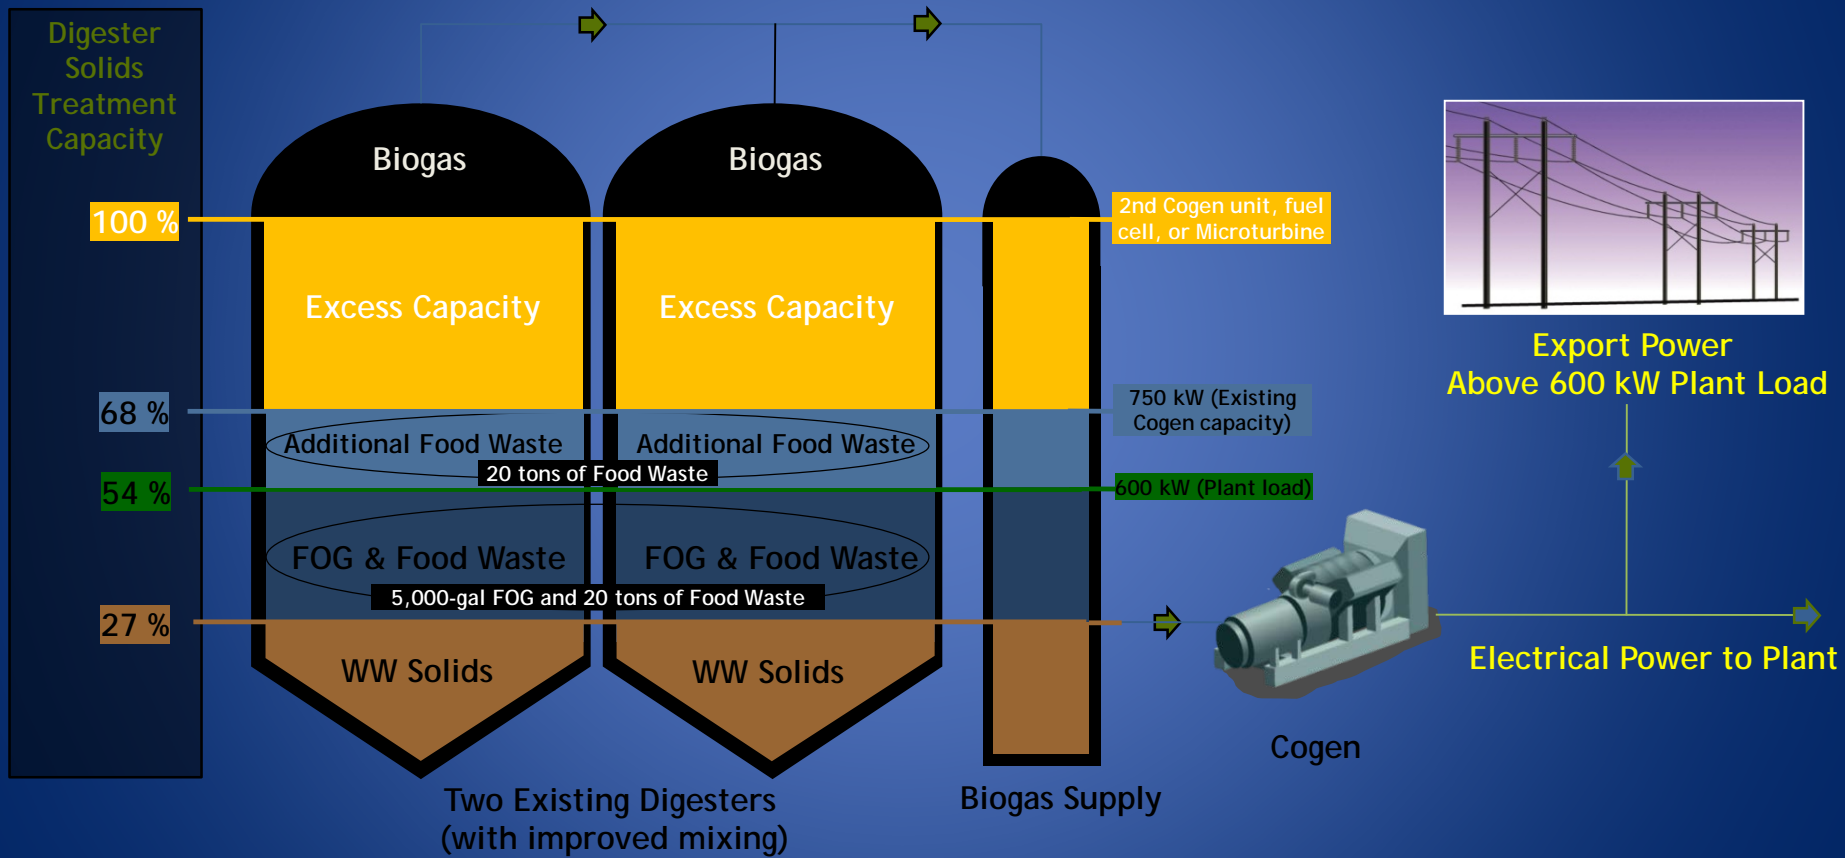 Digester
Solids
Treatment
Capacity
Biogas
Biogas
100 %
2nd Cogen unit, fuel
cell, or Microturbine
Excess Capacity
Excess Capacity
Export Power
Above 600 kW Plant Load
68 %
750 kW (Existing
Cogen capacity)
Additional Food Waste
Additional Food Waste
20 tons of Food Waste
54 %
600 kW (Plant load)
FOG & Food Waste
FOG & Food Waste
5,000-gal FOG and 20 tons of Food Waste
27 %
WW Solids
WW Solids
Electrical Power to Plant
Cogen
Two Existing Digesters
(with improved mixing)
Biogas Supply